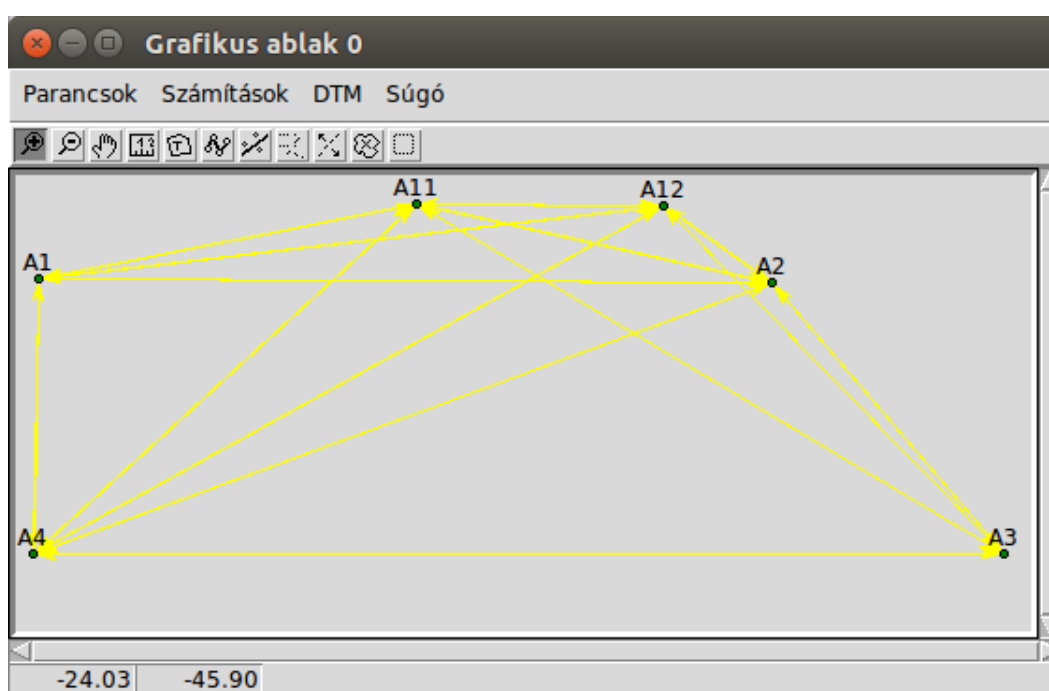 Grafikus ablak 0
Parancsok Számítások DTM Súgó
A11 A12
A1 A2
A4 A3
-24.03 -45.90